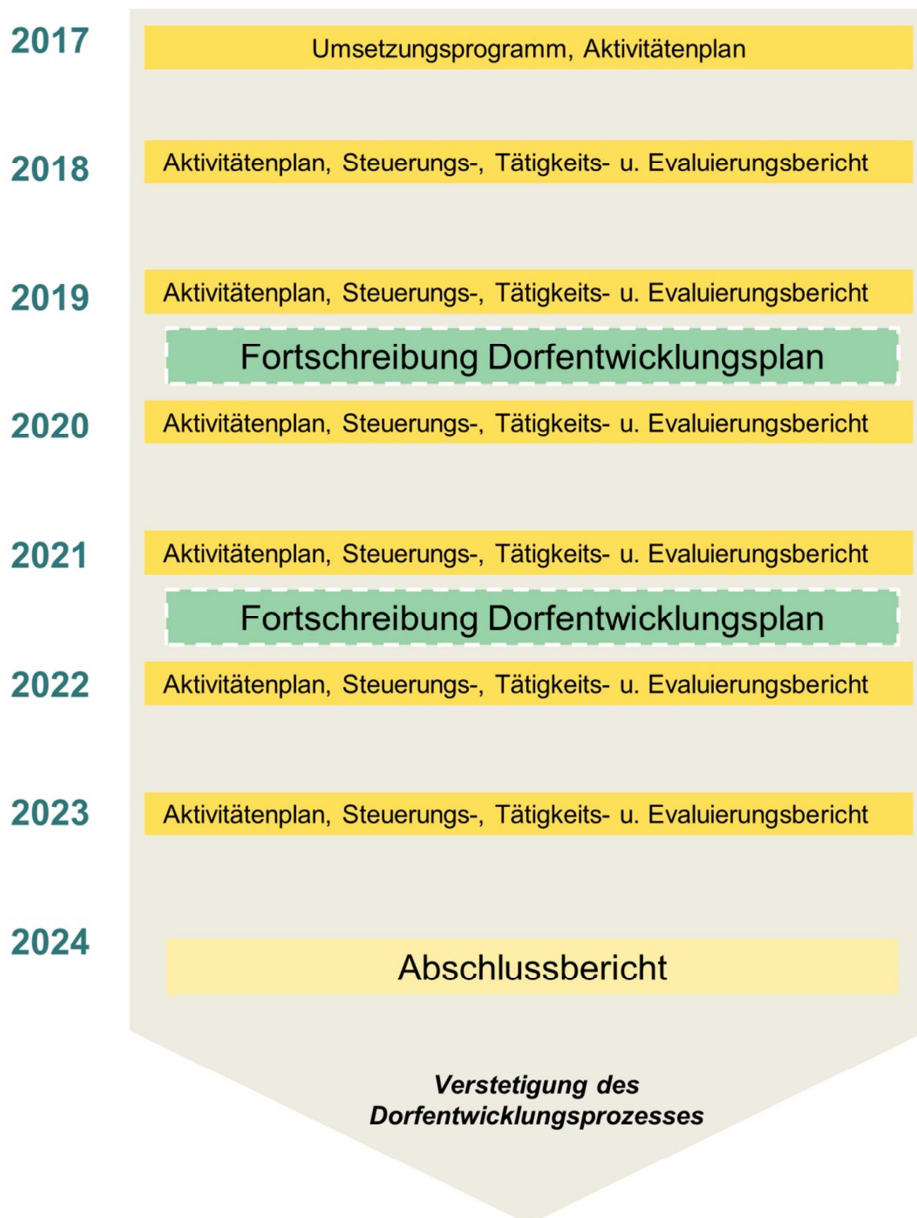 2017
Umsetzungsprogramm, Aktivitätenplan
2018
Aktivitätenplan, Steuerungs-, Tätigkeits- u. Evaluierungsbericht
2019
Aktivitätenplan, Steuerungs-, Tätigkeits- u. Evaluierungsbericht
Fortschreibung Dorfentwicklungsplan
2020
Aktivitätenplan, Steuerungs-, Tätigkeits- u. Evaluierungsbericht
2021
Aktivitätenplan, Steuerungs-, Tätigkeits- u. Evaluierungsbericht
Fortschreibung Dorfentwicklungsplan
2022
Aktivitätenplan, Steuerungs-, Tätigkeits- u. Evaluierungsbericht
2023
Aktivitätenplan, Steuerungs-, Tätigkeits- u. Evaluierungsbericht
2024
Abschlussbericht
Verstetigung des
Dorfentwicklungsprozesses